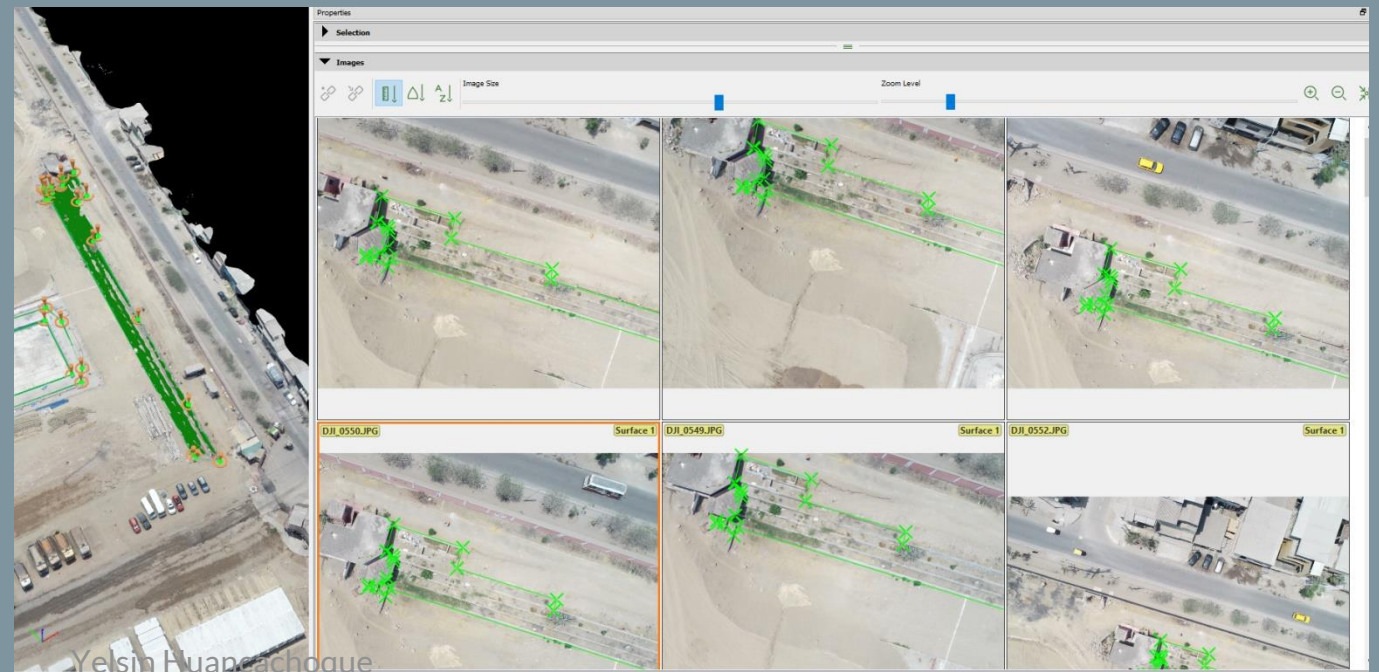 Properties
Selection
Images
Image Size
Zoom Level
A
Z
DJI_0550.JPG
Surface 1
DJI_0549.JPG
Surface 1
DJI_0552.JPG
Surface 1
Yelsin Huancachoque